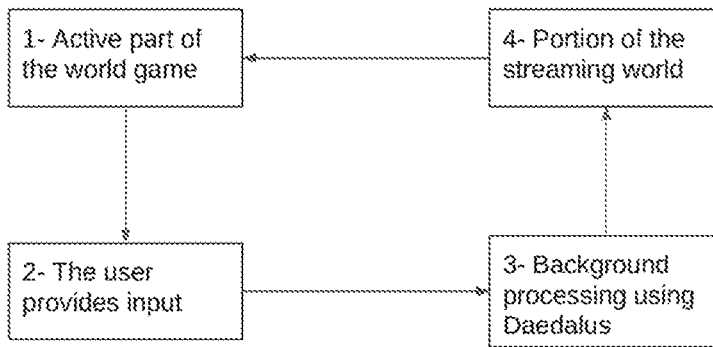 1- Active part of
the world game
4- Portion of the
streaming world
2- The user
provides input
3- Background
processing using
Daedalus